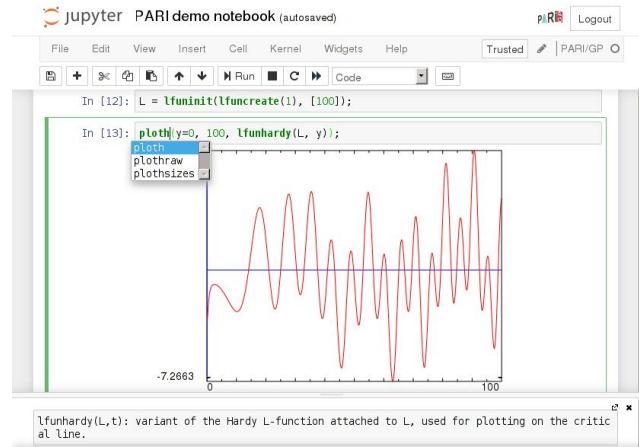 jupyter PARI demo notebook (autosaved)
PARI
Logout
File Edit View Insert Cell Kernel Widgets Help
Trusted
PARI/GP
Run
Code
In [12]: L = lfuninit(lfuncreate(1), [100]);
In [13]: ploth(y=0, 100, lfunhardy(L, y));
ploth
plothraw
plothsizes
-7.2663
0 100
lfunhardy(L,t): variant of the Hardy L-function attached to L, used for plotting on the critic
al line.